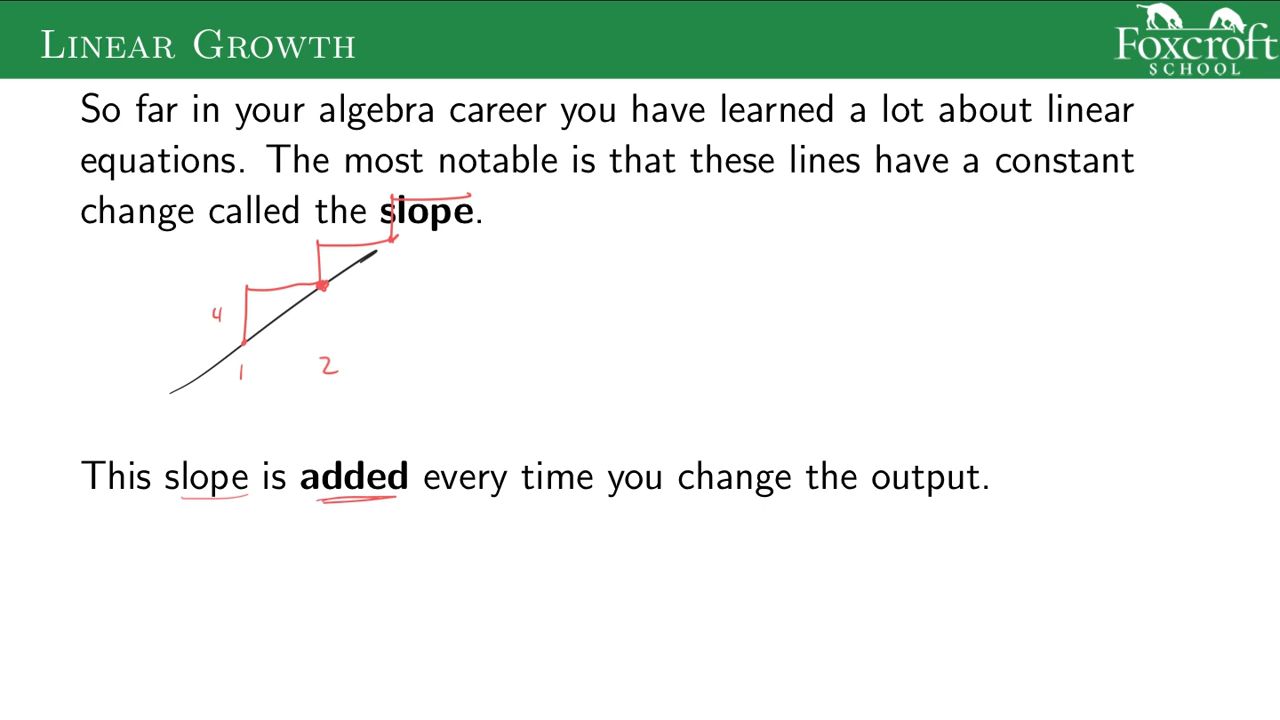 Linear Growth
Foxcroft
SCHOOL
So far in your algebra career you have learned a lot about linear
equations. The most notable is that these lines have a constant
change called the slope.
4
1
2
This slope is added every time you change the output.